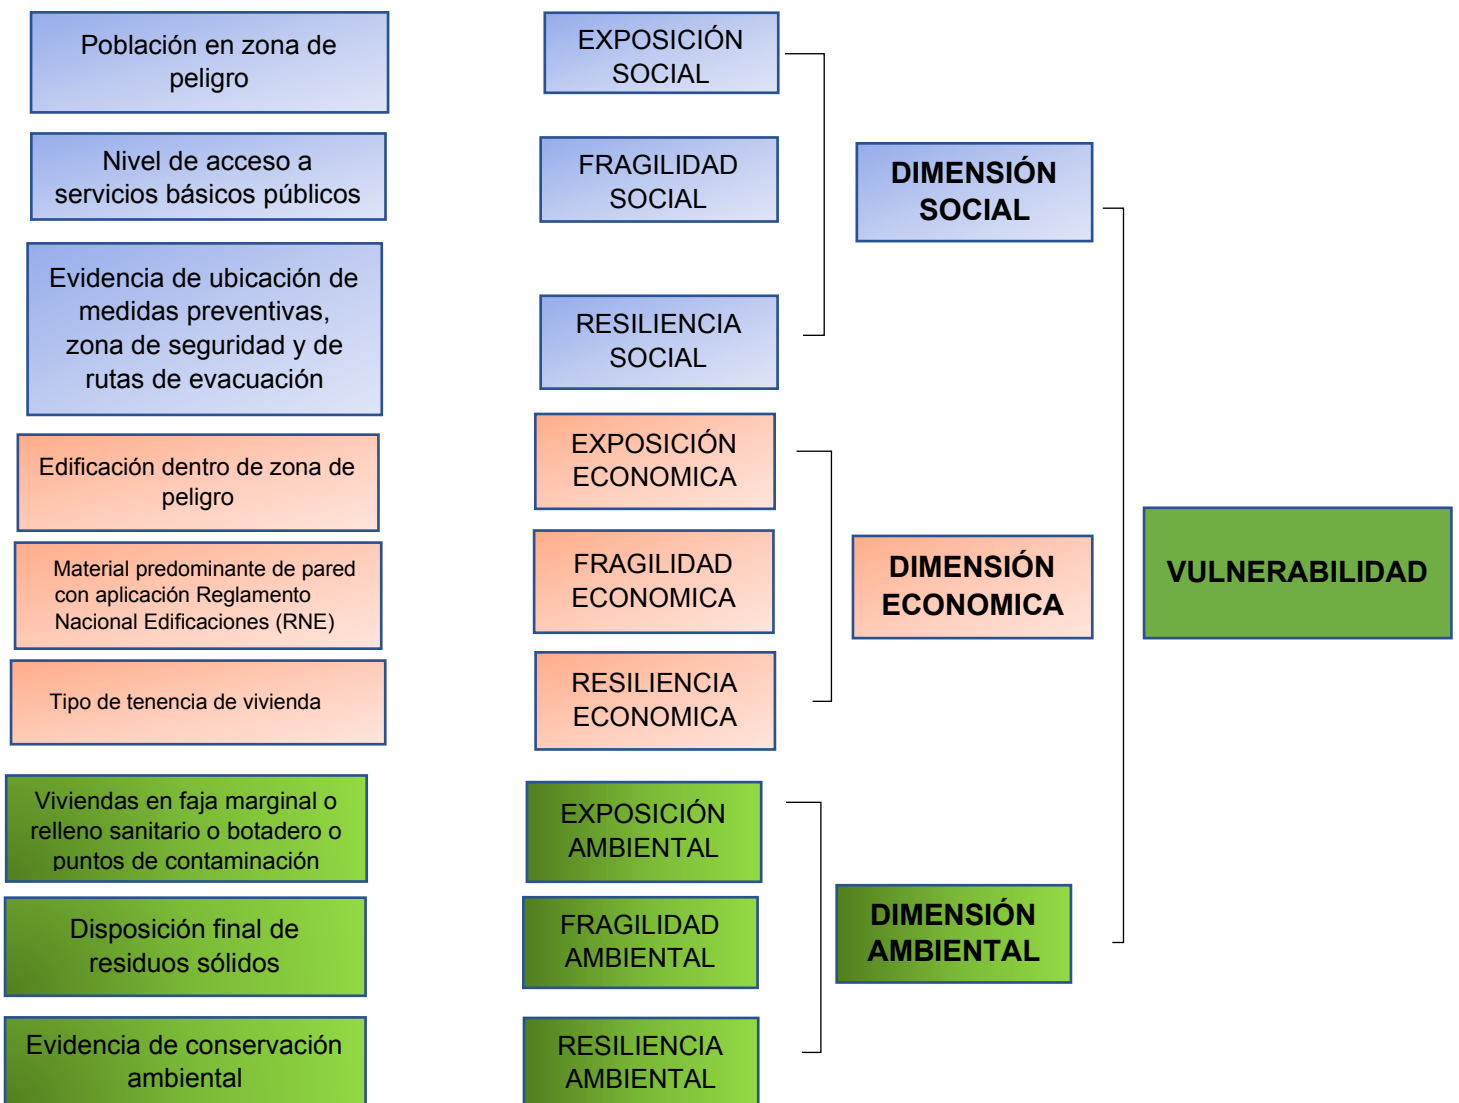 Población en zona de
peligro
EXPOSICIÓN
SOCIAL
Nivel de acceso a
servicios básicos públicos
FRAGILIDAD
SOCIAL
DIMENSIÓN
SOCIAL
Evidencia de ubicación de
medidas preventivas,
zona de seguridad y de
rutas de evacuación
RESILIENCIA
SOCIAL
Edificación dentro de zona de
peligro
EXPOSICIÓN
ECONOMICA
Material predominante de pared
con aplicación Reglamento
Nacional Edificaciones (RNE)
FRAGILIDAD
ECONOMICA
DIMENSIÓN
ECONOMICA
VULNERABILIDAD
Tipo de tenencia de vivienda
RESILIENCIA
ECONOMICA
Viviendas en faja marginal o
relleno sanitario o botadero o
puntos de contaminación
EXPOSICIÓN
AMBIENTAL
Disposición final de
residuos sólidos
FRAGILIDAD
AMBIENTAL
DIMENSIÓN
AMBIENTAL
Evidencia de conservación
ambiental
RESILIENCIA
AMBIENTAL